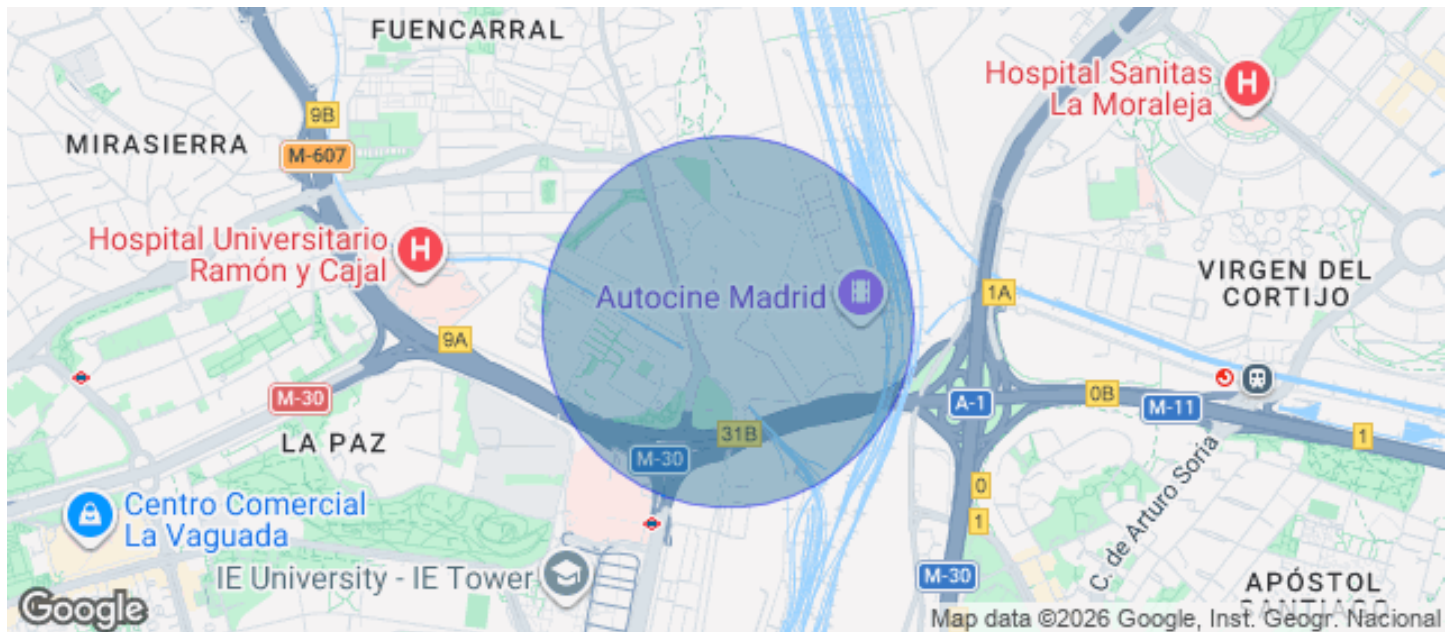 FUENCARRAL
Hospital Sanitas
La Moraleja
9B
MIRASIERRA
M-607
Hospital Universitario
Ramón y Cajal
VIRGEN DEL
CORTIJO
Autocine Madrid
1A
9A
M-30
A-1
0B
M-11
31B
1
LA PAZ
M-30
C. de Arturo Soria
0
1
Centro Comercial
La Vaguada
IE University - IE Tower
M-30
APÓSTOL
SANTIAGO
Google
Map data ©2026 Google, Inst. Geogr. Nacional